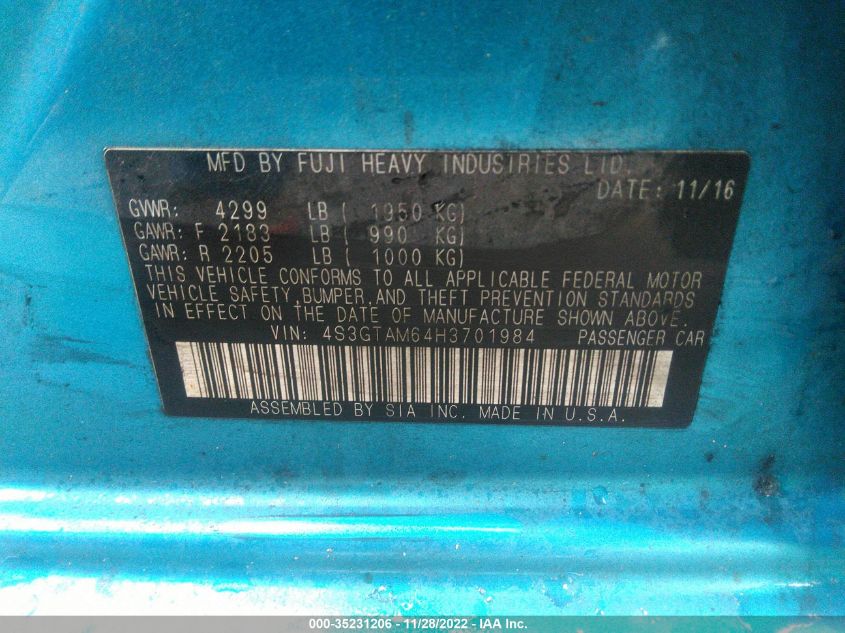 MFD BY FUJI HEAVY INDUSTRIES LTD.
DATE: 11/16
GVWR: 4299 LB ( 1950 KG)
GAWR: F 2183 LB ( 990 KG)
GAWR: R 2205 LB ( 1000 KG)
THIS VEHICLE CONFORMS TO ALL APPLICABLE FEDERAL MOTOR
VEHICLE SAFETY, BUMPER, AND THEFT PREVENTION STANDARDS
IN EFFECT ON THE DATE OF MANUFACTURE SHOWN ABOVE.
VIN: 4S3GTAM64H3701984 PASSENGER CAR
ASSEMBLED BY SIA INC. MADE IN U.S.A.
000-35231206 - 11/28/2022 - IAA Inc.